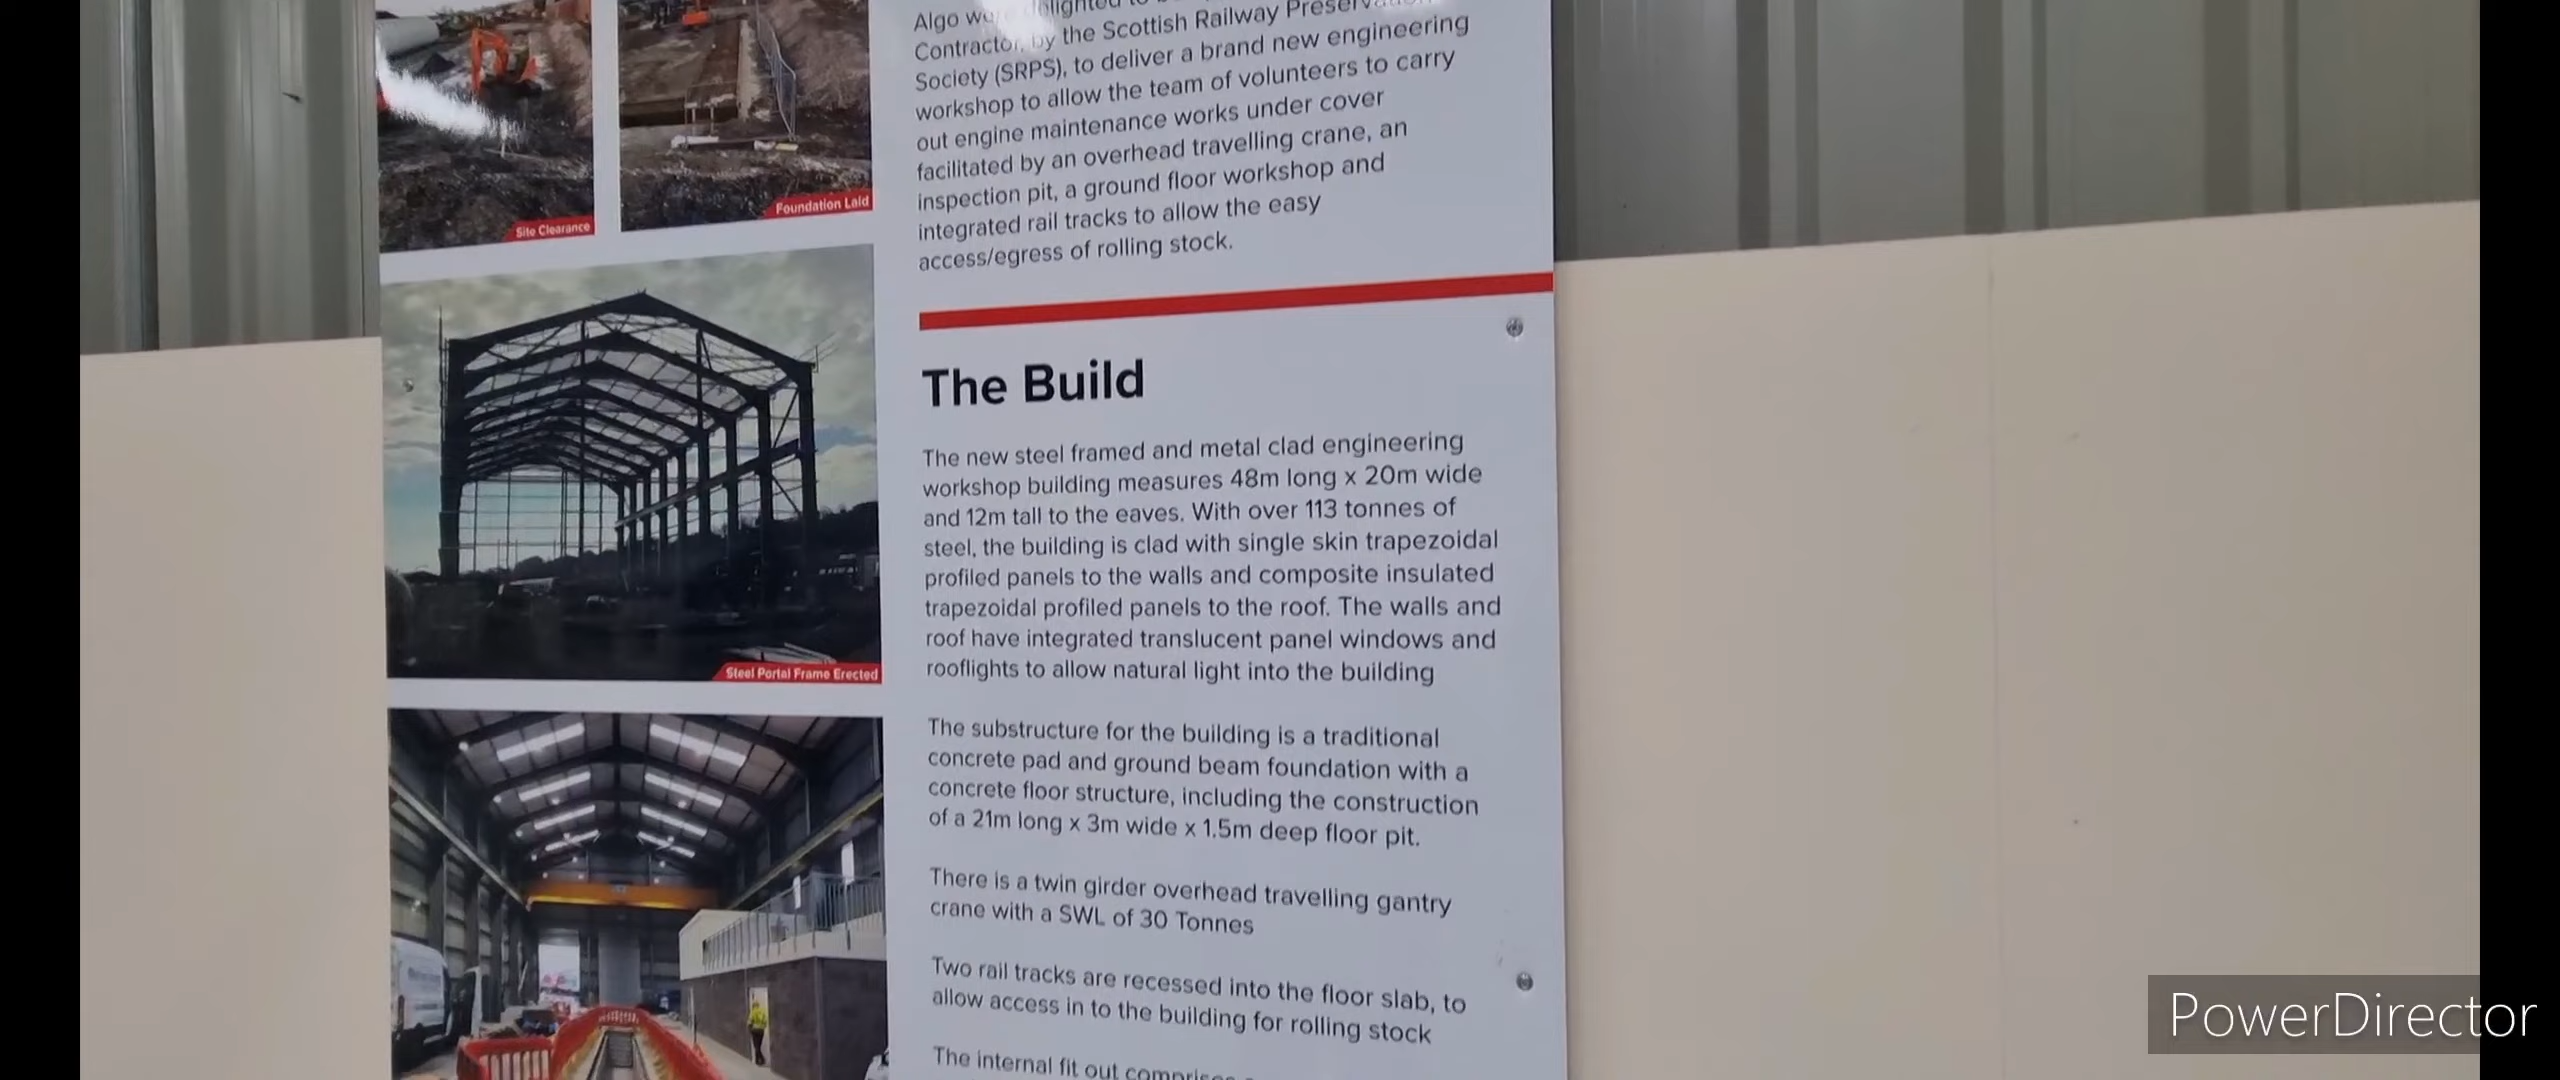 Algo were delighted to
Contractor, by the Scottish Railway Preservation
Society (SRPS), to deliver a brand new engineering
workshop to allow the team of volunteers to carry
out engine maintenance works under cover
facilitated by an overhead travelling crane, an
inspection pit, a ground floor workshop and
integrated rail tracks to allow the easy
access/egress of rolling stock.
Site Clearance
Foundation Laid
The Build
The new steel framed and metal clad engineering
workshop building measures 48m long x 20m wide
and 12m tall to the eaves. With over 113 tonnes of
steel, the building is clad with single skin trapezoidal
profiled panels to the walls and composite insulated
trapezoidal profiled panels to the roof. The walls and
roof have integrated translucent panel windows and
rooflights to allow natural light into the building
Steel Portal Frame Erected
The substructure for the building is a traditional
concrete pad and ground beam foundation with a
concrete floor structure, including the construction
of a 21m long x 3m wide x 1.5m deep floor pit.
There is a twin girder overhead travelling gantry
crane with a SWL of 30 Tonnes
Two rail tracks are recessed into the floor slab, to
allow access in to the building for rolling stock
The internal fit out comprises
PowerDirector